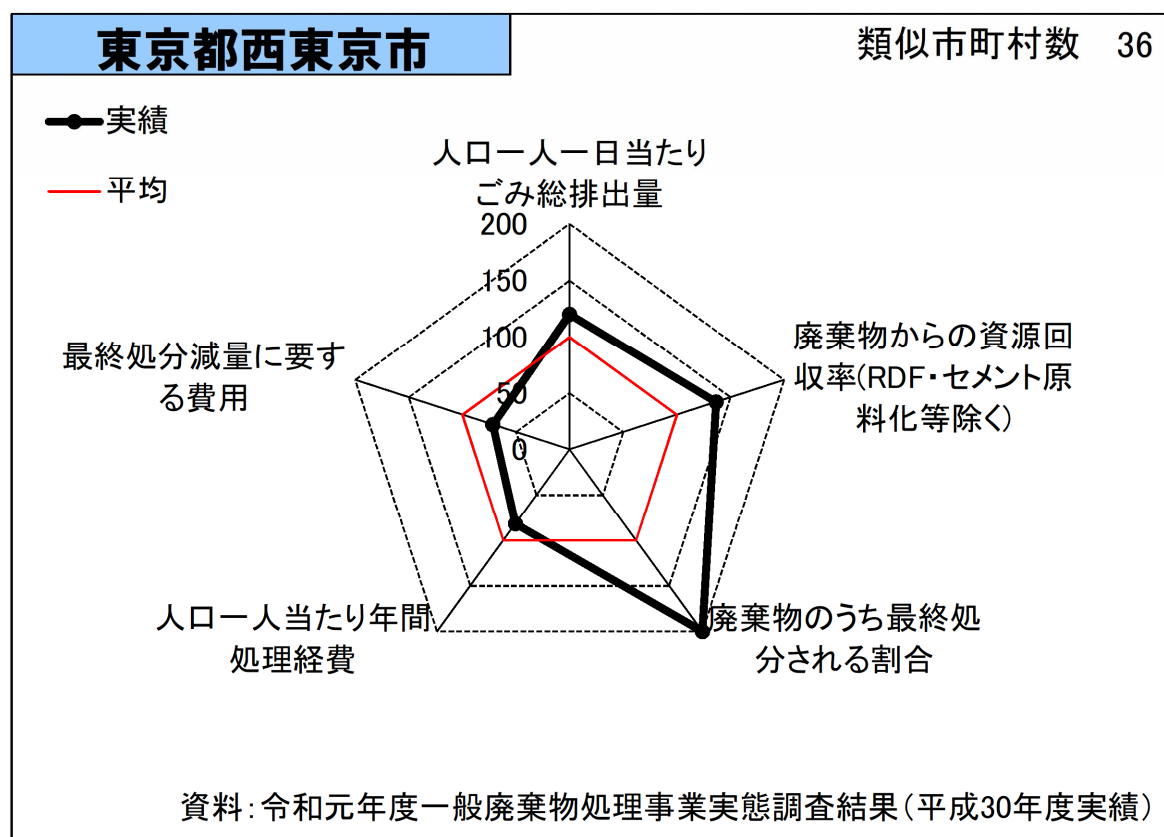 東京都西東京市
類似市町村数　36
実績
平均
人口一人一日当たり
ごみ総排出量
200
150
100
50
0
廃棄物からの資源回
収率(RDF・セメント原
料化等除く)
最終処分減量に要す
る費用
人口一人当たり年間
処理経費
廃棄物のうち最終処
分される割合
資料：令和元年度一般廃棄物処理事業実態調査結果（平成30年度実績）